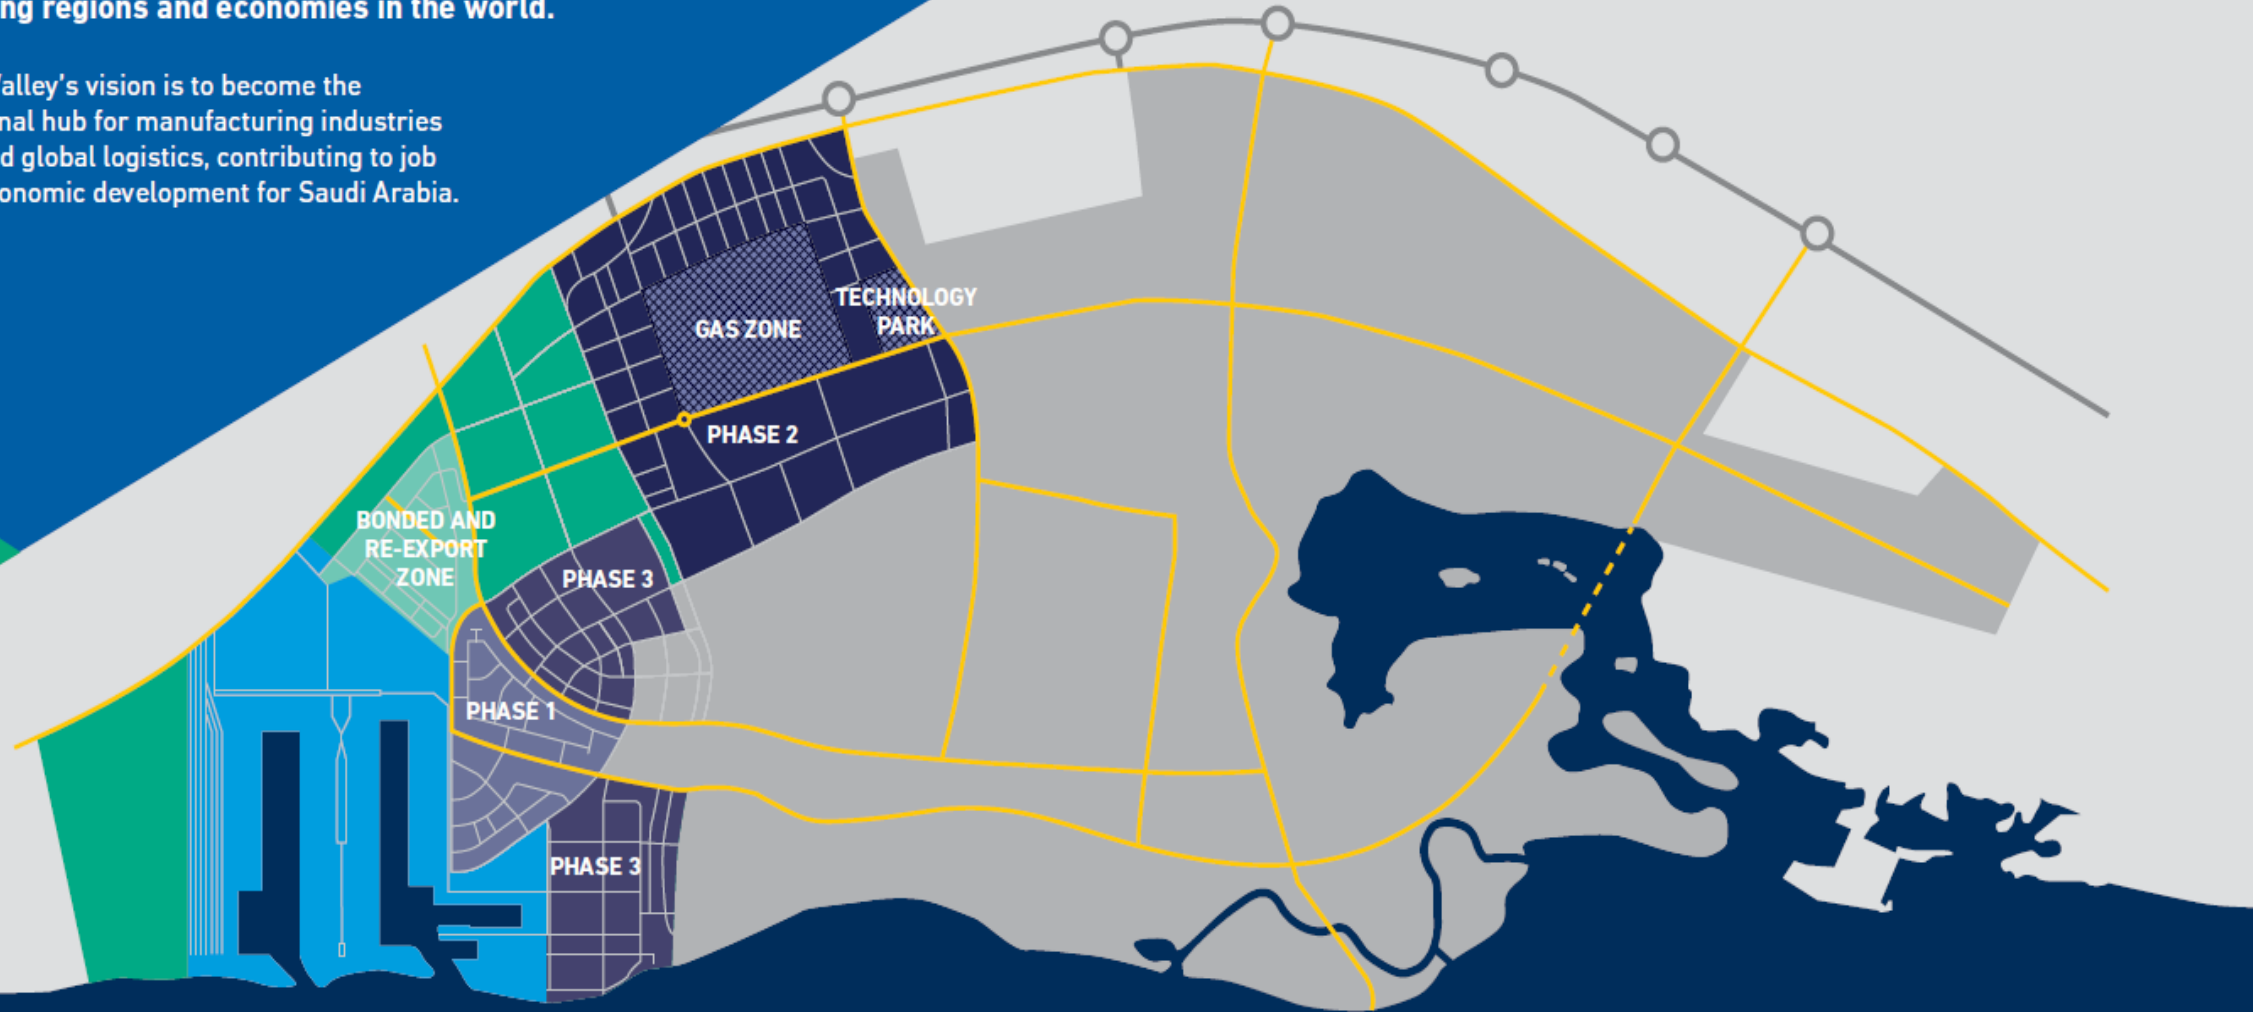 ng regions and economies in the world.
Valley's vision is to become the
nal hub for manufacturing industries
d global logistics, contributing to job
onomic development for Saudi Arabia.
TECHNOLOGY
PARK
GAS ZONE
PHASE 2
BONDED AND
RE-EXPORT
ZONE
PHASE 3
PHASE 1
PHASE 3